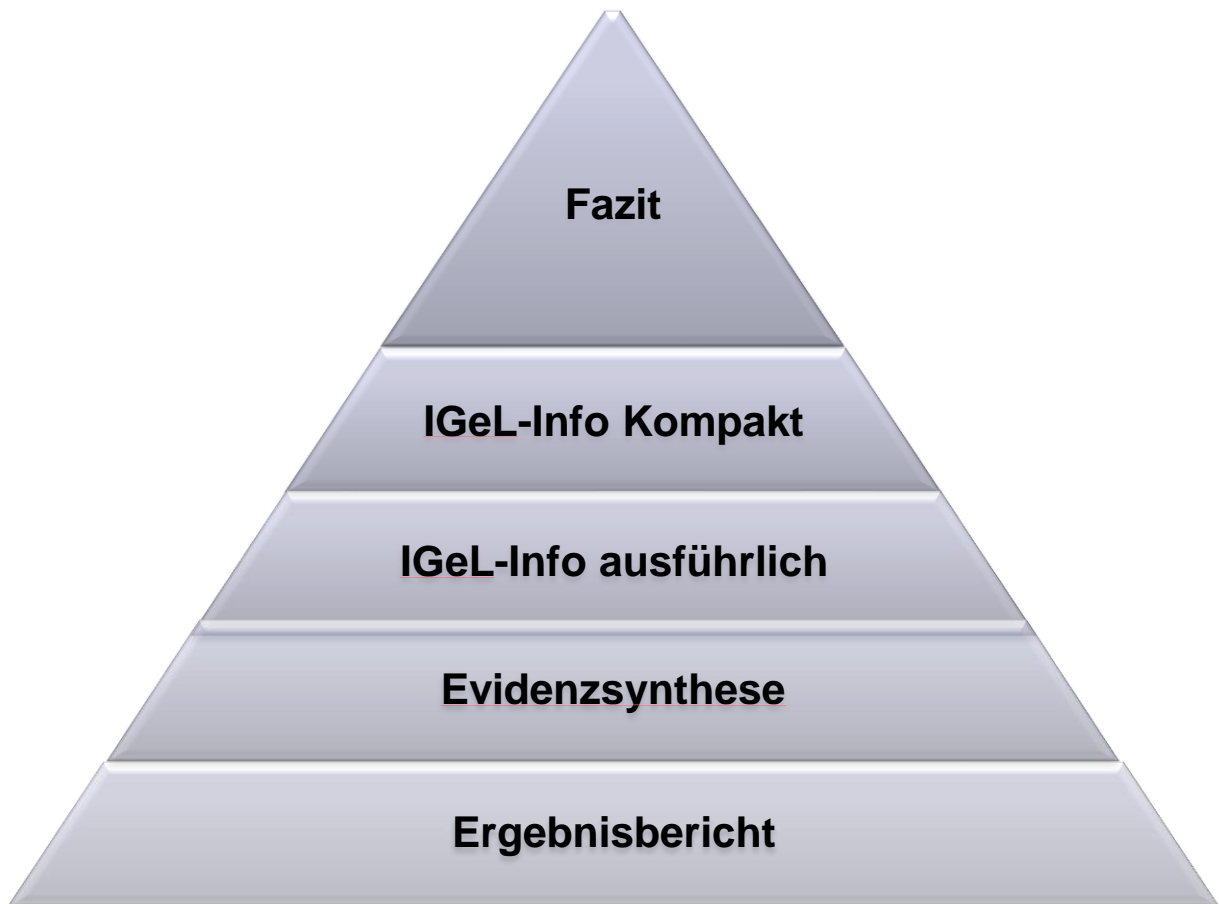 Fazit
IGeL-Info Kompakt
IGeL-Info ausführlich
Evidenzsynthese
Ergebnisbericht